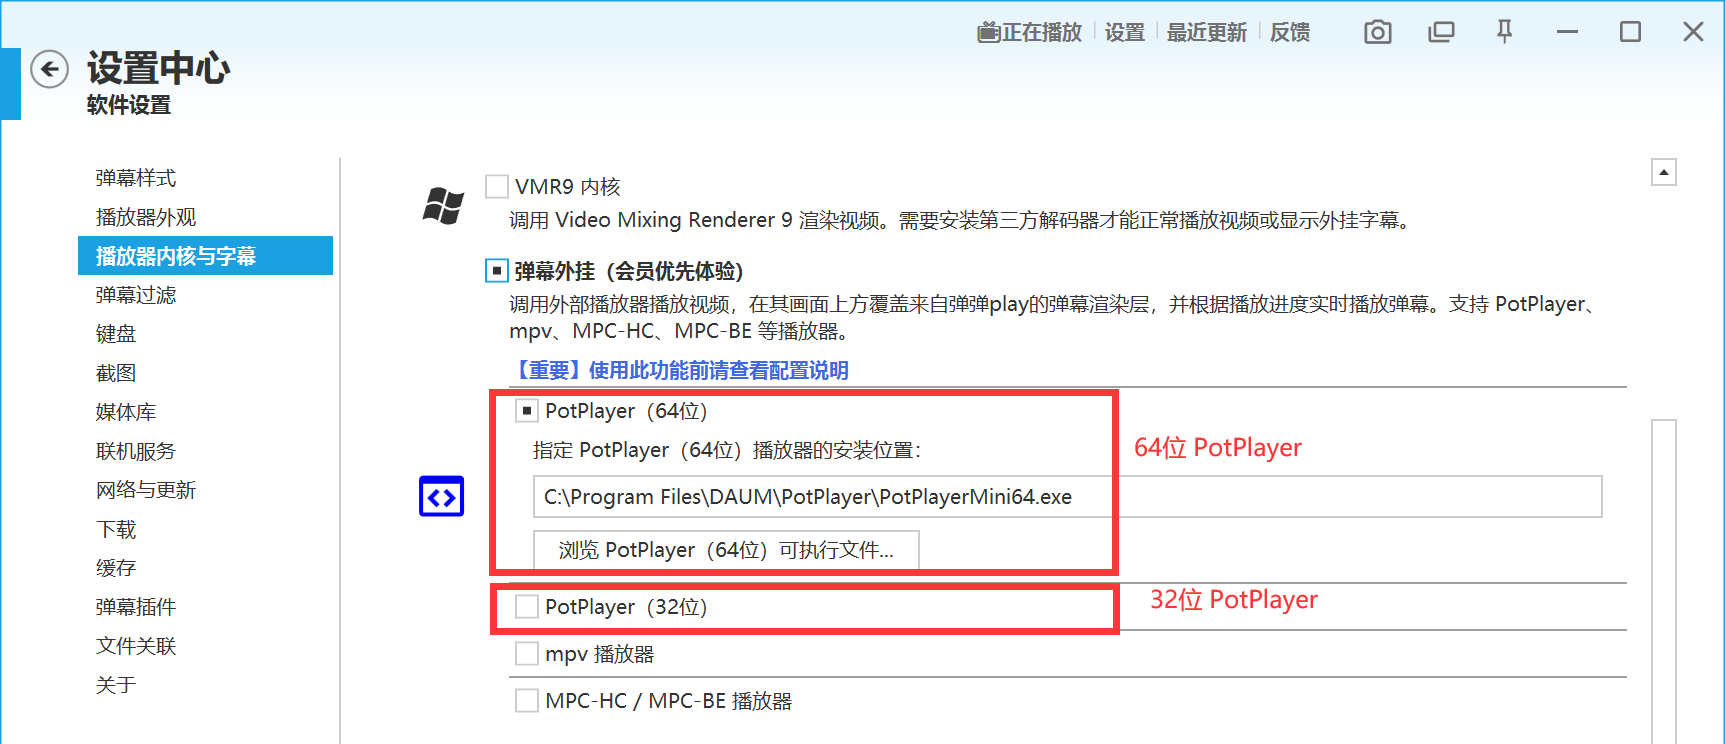 正在播放 设置 最近更新 反馈
设置中心
软件设置
弹幕样式
播放器外观
播放器内核与字幕
弹幕过滤
键盘
截图
媒体库
联机服务
网络与更新
下载
缓存
弹幕插件
文件关联
关于
VMR9 内核
调用 Video Mixing Renderer 9 渲染视频。需要安装第三方解码器才能正常播放视频或显示外挂字幕。
弹幕外挂（会员优先体验）
调用外部播放器播放视频，在其画面上方覆盖来自弹弹play的弹幕渲染层，并根据播放进度实时播放弹幕。支持 PotPlayer、
mpv、MPC-HC、MPC-BE 等播放器。
【重要】使用此功能前请查看配置说明
PotPlayer（64位）
指定 PotPlayer（64位）播放器的安装位置：
64位 PotPlayer
C:\Program Files\DAUM\PotPlayer\PotPlayerMini64.exe
浏览 PotPlayer（64位）可执行文件...
PotPlayer（32位）
32位 PotPlayer
mpv 播放器
MPC-HC / MPC-BE 播放器